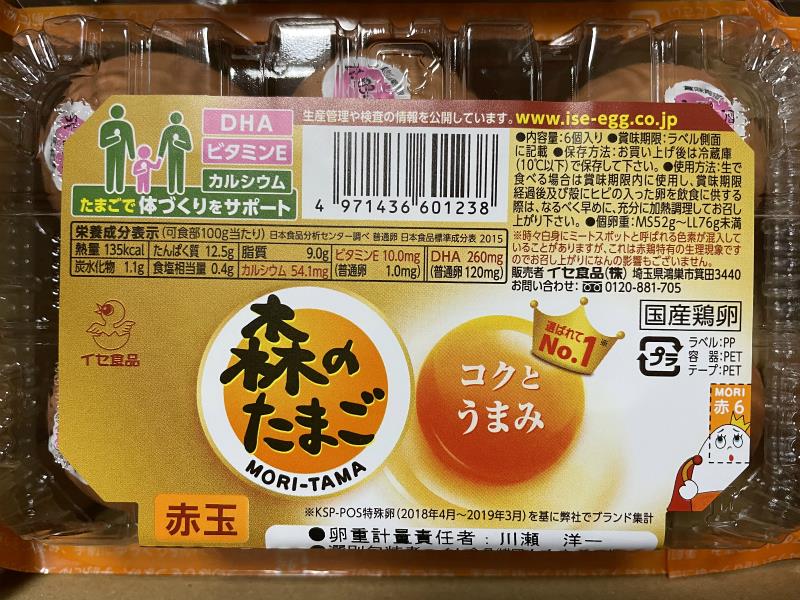 DHA
ビタミンE
カルシウム
たまごで体づくりをサポート
生産管理や検査の情報を公開しています。www.ise-egg.co.jp
4 971436 601238
●内容量:6個入り ●賞味期限:ラベル側面
に記載 ●保存方法:お買い上げ後は冷蔵庫
(10℃以下)で保存して下さい。●使用方法:生で
食べる場合は賞味期限内に使用し、賞味期限
経過後及び殻にヒビの入った卵を飲食に供する
際は、なるべく早めに、充分に加熱調理してお召し
上がり下さい。 ●個卵重:MS52g〜LL76g未満
※時々白身にミートスポットと呼ばれる色素が混入して
いることがありますが、これは赤鶏特有の生理現象です
のでお召し上がりになんの影響もございません。
販売者 イセ食品(株) 埼玉県鴻巣市箕田3440
お問い合わせ: 0120-881-705
栄養成分表示 (可食部100g当たり) 日本食品分析センター調べ 普通卵 日本食品標準成分表 2015
熱量 135kcal たんぱく質 12.5g 脂質 9.0g ビタミンE 10.0mg DHA 260mg
炭水化物 1.1g 食塩相当量 0.4g カルシウム 54.1mg (普通卵 1.0mg) (普通卵 120mg)
イセ食品
森の
たまご
MORI-TAMA
コクと
うまみ
選ばれて
No.1※
国産鶏卵
プラ
ラベル:PP
容 器:PET
テープ:PET
MORI
赤6
赤玉
※KSP-POS特殊卵(2018年4月〜2019年3月)を基に弊社でブランド集計
●卵重計量責任者:川瀬 洋一